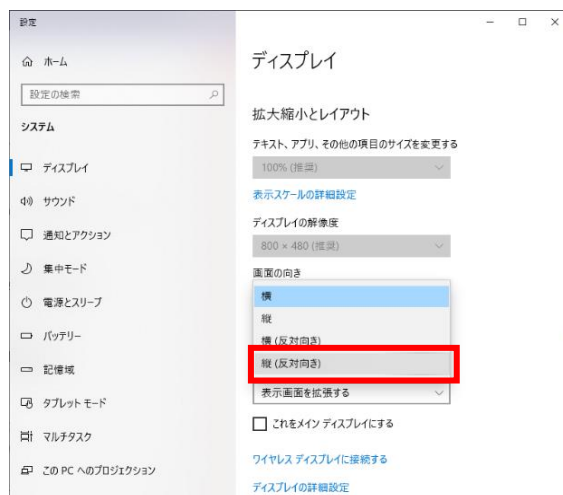 設定
ホーム
設定の検索
システム
ディスプレイ
サウンド
通知とアクション
集中モード
電源とスリープ
バッテリー
記憶域
タブレット モード
マルチタスク
この PC へのプロジェクション
ディスプレイ
拡大縮小とレイアウト
テキスト、アプリ、その他の項目のサイズを変更する
100% (推奨)
表示スケールの詳細設定
ディスプレイの解像度
800 × 480 (推奨)
画面の向き
横
縦
横 (反対向き)
縦 (反対向き)
表示画面を拡張する
これをメイン ディスプレイにする
ワイヤレス ディスプレイに接続する
ディスプレイの詳細設定